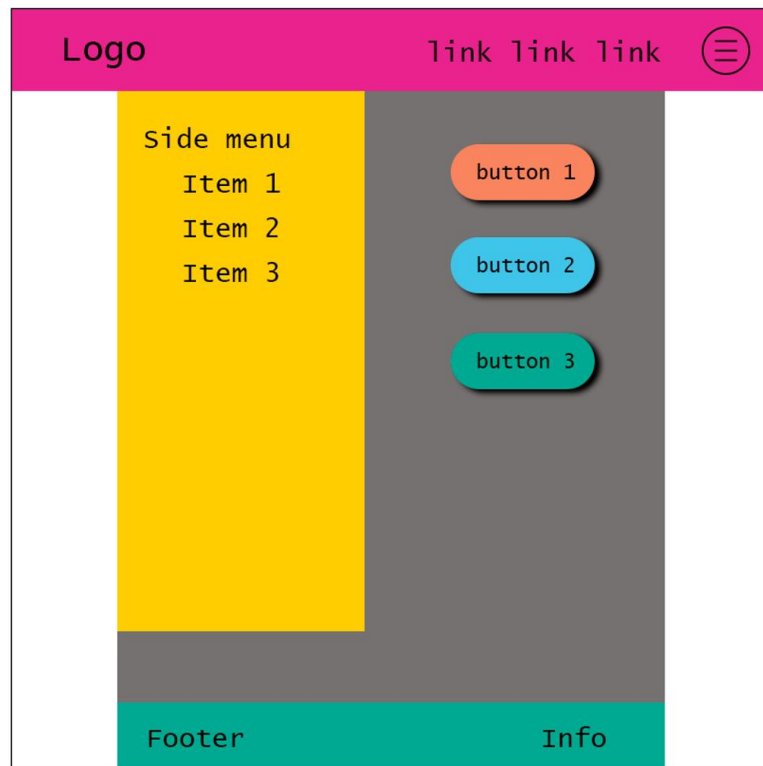 Logo
link link link
Side menu
Item 1
Item 2
Item 3
button 1
button 2
button 3
Footer
Info